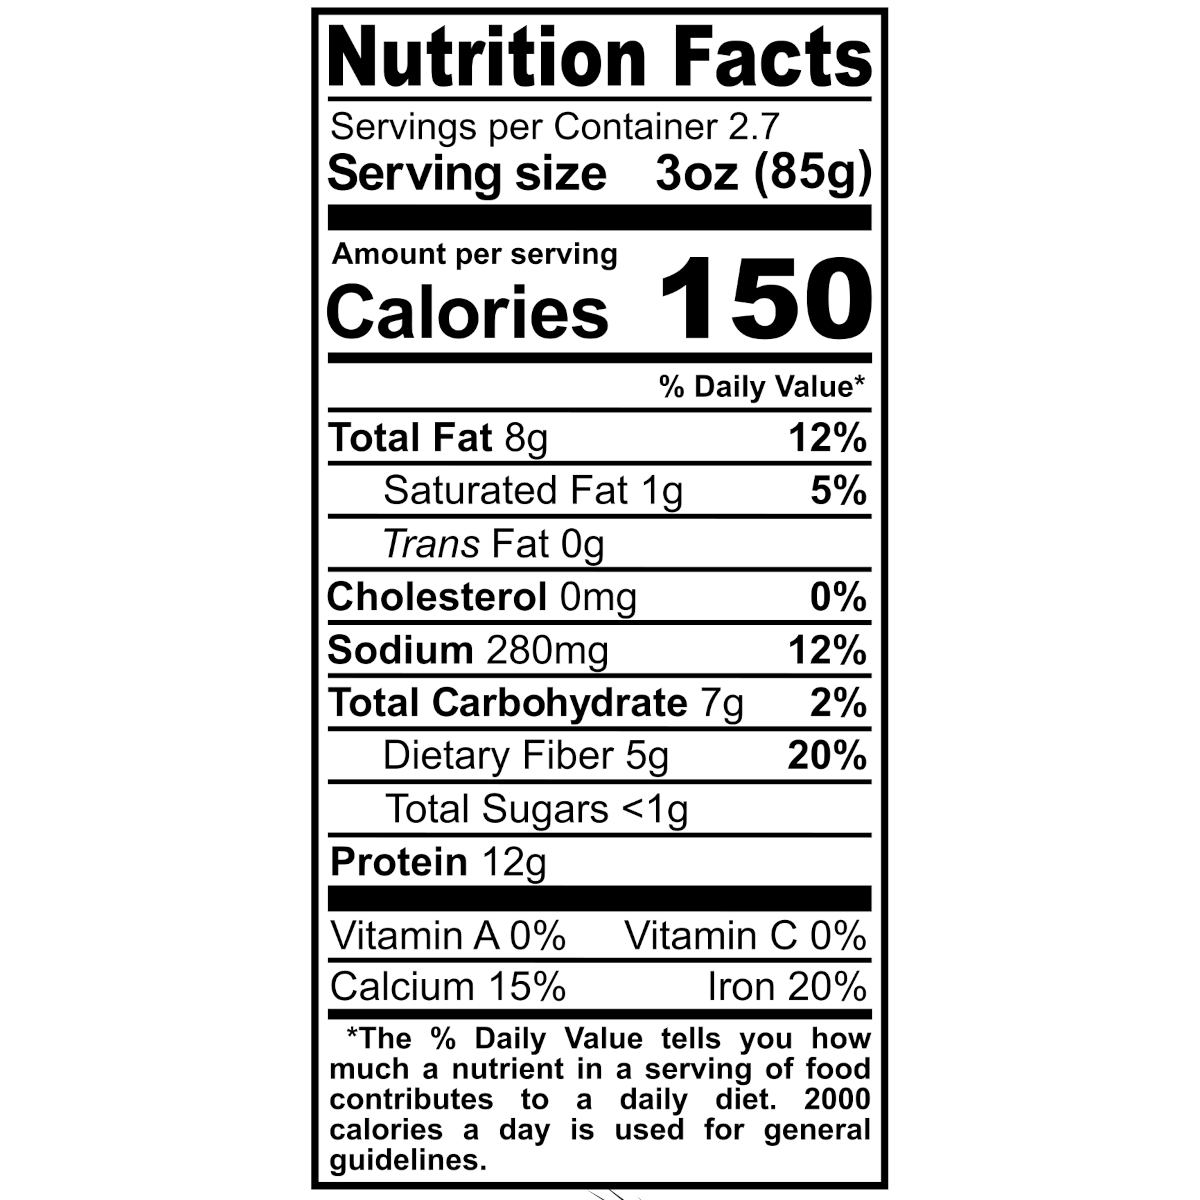 Nutrition Facts
Servings per Container 2.7
Serving size 3oz (85g)
Amount per serving
Calories 150
% Daily Value*
Total Fat 8g 12%
Saturated Fat 1g 5%
Trans Fat 0g
Cholesterol 0mg 0%
Sodium 280mg 12%
Total Carbohydrate 7g 2%
Dietary Fiber 5g 20%
Total Sugars <1g
Protein 12g
Vitamin A 0% Vitamin C 0%
Calcium 15% Iron 20%
*The % Daily Value tells you how
much a nutrient in a serving of food
contributes to a daily diet. 2000
calories a day is used for general
guidelines.